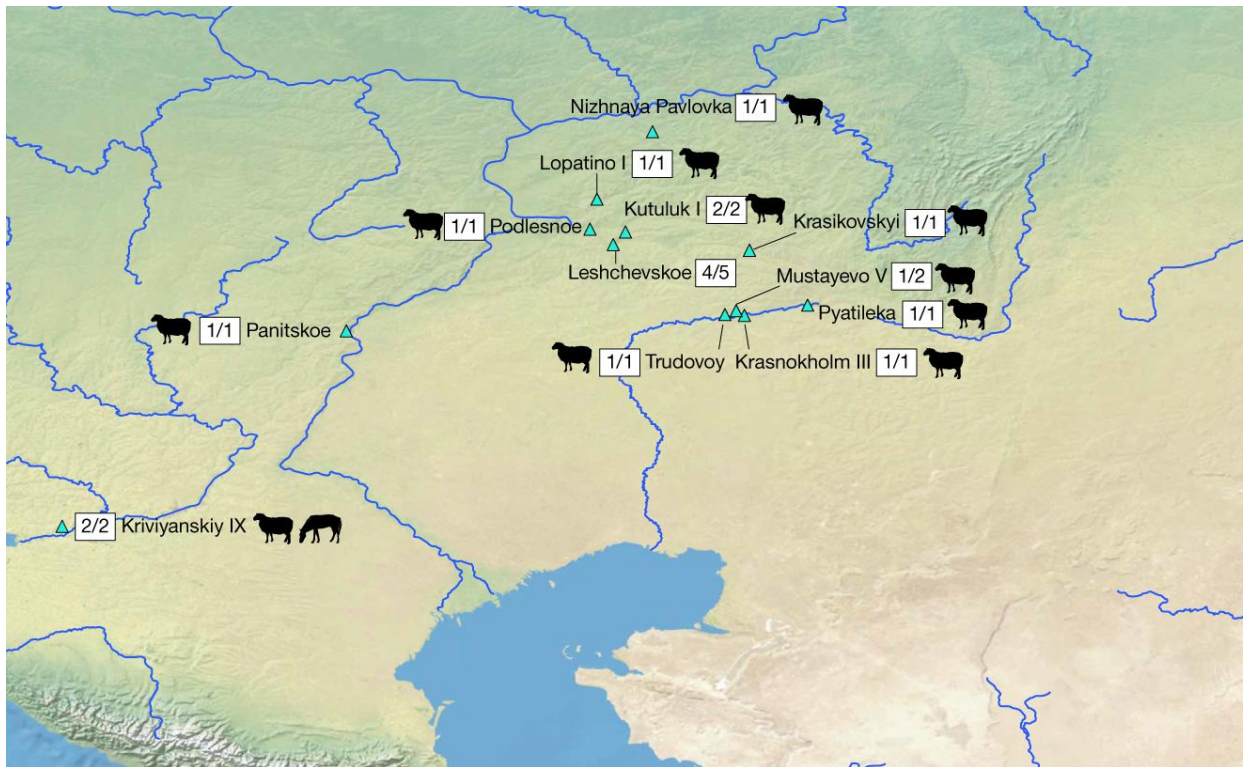 Nizhnaya Pavlovka 1/1
Lopatino I 1/1
Kutuluk I 2/2
1/1 Podlesnoe
Krasikovskyi 1/1
Leshchevskoe 4/5
Mustayevo V 1/2
Pyatileka 1/1
1/1 Panitskoe
1/1 Trudovoy
Krasnokholm III 1/1
2/2 Kriviyanskiy IX